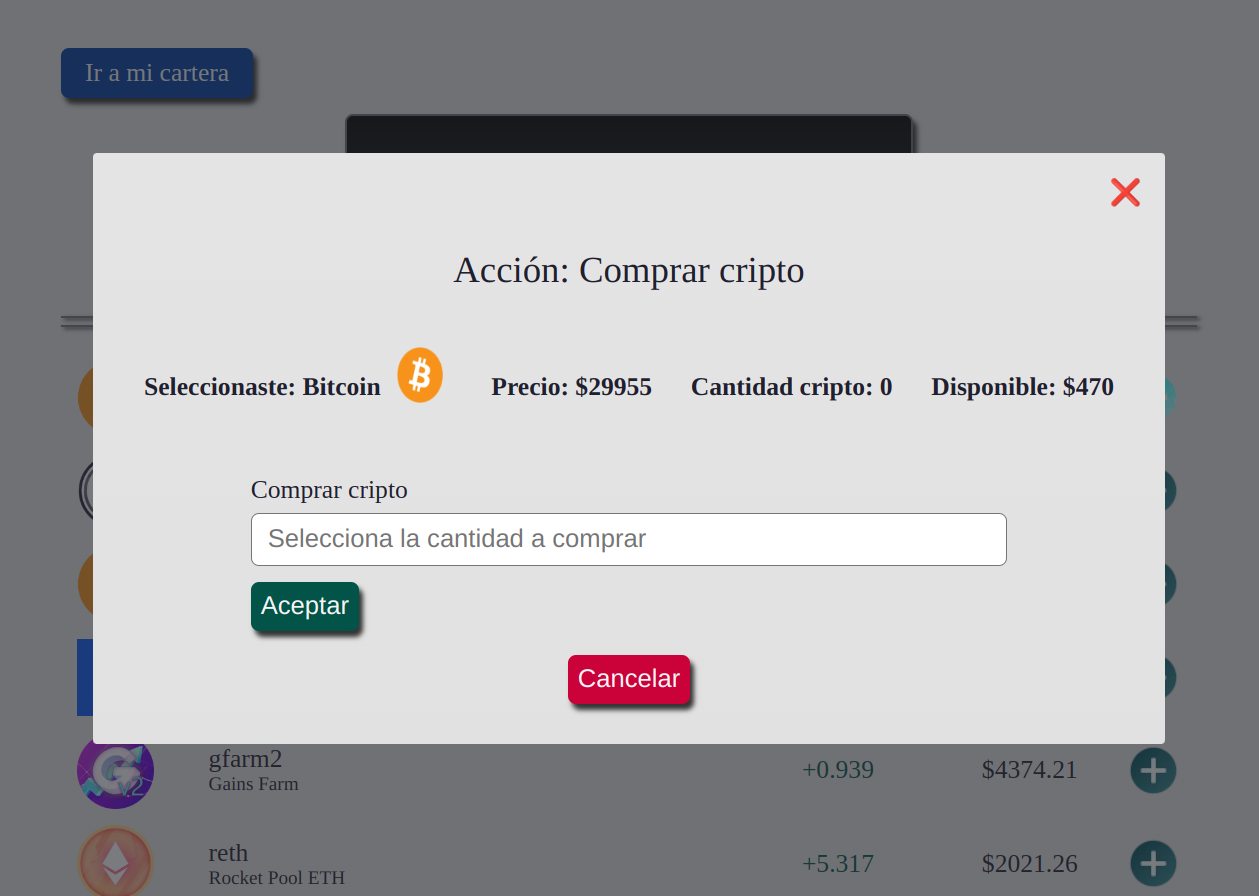 Ir a mi cartera
Acción: Comprar cripto
Seleccionaste: Bitcoin Precio: $29955 Cantidad cripto: 0 Disponible: $470
Comprar cripto
Selecciona la cantidad a comprar
Aceptar
Cancelar
gfarm2 +0.939 $4374.21
Gains Farm
reth +5.317 $2021.26
Rocket Pool ETH